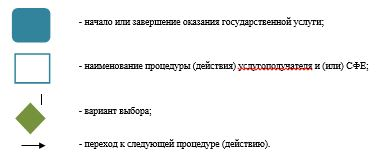 - начало или завершение оказания государственной услуги;
- наименование процедуры (действия) услугополучателя и (или) СФЕ;
- вариант выбора;
- переход к следующей процедуре (действию).